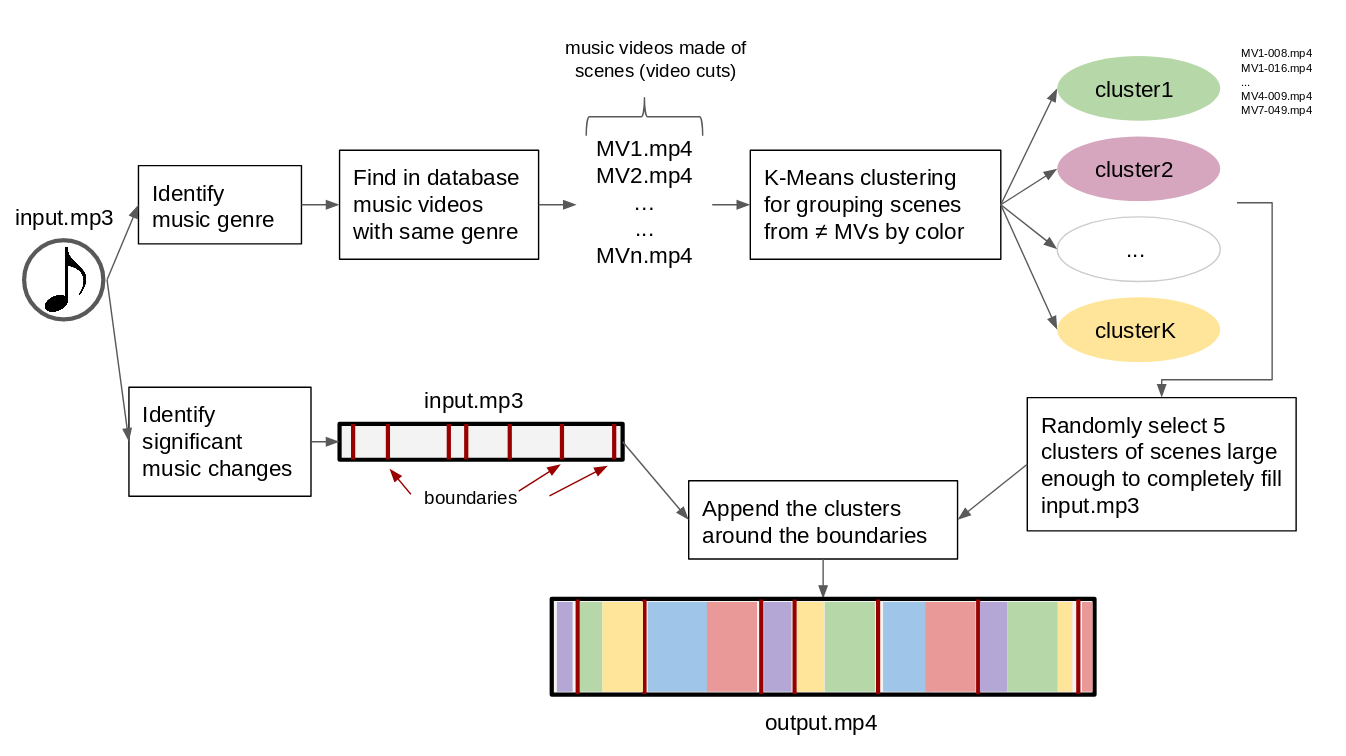 music videos made of
scenes (video cuts)
MV1-008.mp4
MV1-016.mp4
...
MV4-009.mp4
MV7-049.mp4
cluster1
cluster2
...
clusterK
input.mp3
Identify
music genre
Find in database
music videos
with same genre
MV1.mp4
MV2.mp4
...
...
MVn.mp4
K-Means clustering
for grouping scenes
from ≠ MVs by color
Identify
significant
music changes
input.mp3
boundaries
Randomly select 5
clusters of scenes large
enough to completely fill
input.mp3
Append the clusters
around the boundaries
output.mp4